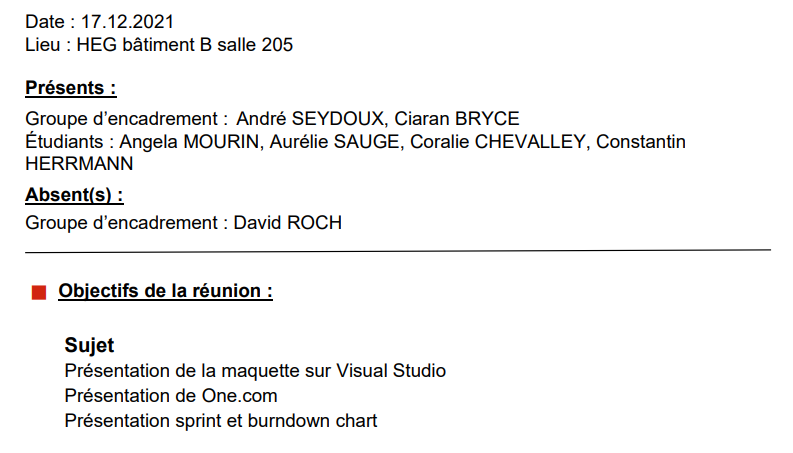 Date : 17.12.2021
Lieu : HEG bâtiment B salle 205
Présents :
Groupe d’encadrement : André SEYDOUX, Ciaran BRYCE
Étudiants : Angela MOURIN, Aurélie SAUGE, Coralie CHEVALLEY, Constantin
HERRMANN
Absent(s) :
Groupe d’encadrement : David ROCH
Objectifs de la réunion :
Sujet
Présentation de la maquette sur Visual Studio
Présentation de One.com
Présentation sprint et burndown chart